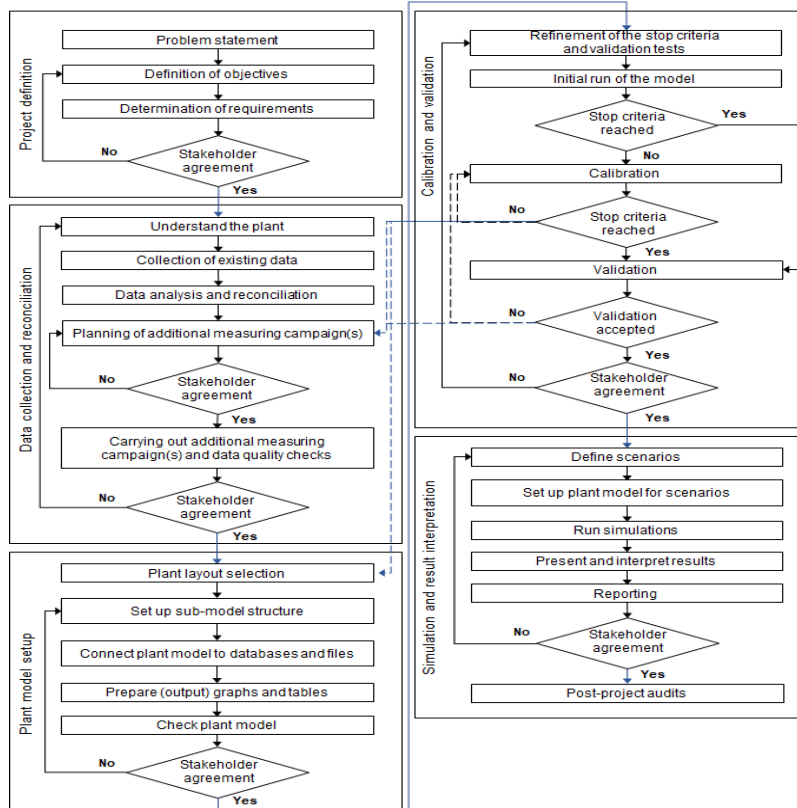 Project definition
Problem statement
Definition of objectives
Determination of requirements
No
Stakeholder
agreement
Yes
Data collection and reconciliation
Understand the plant
Collection of existing data
Data analysis and reconciliation
Planning of additional measuring campaign(s)
No
Stakeholder
agreement
Yes
Carrying out additional measuring
campaign(s) and data quality checks
No
Stakeholder
agreement
Yes
Plant model setup
Plant layout selection
Set up sub-model structure
Connect plant model to databases and files
Prepare (output) graphs and tables
Check plant model
No
Stakeholder
agreement
Yes
Calibration and validation
Refinement of the stop criteria
and validation tests
Initial run of the model
Stop criteria
reached
Yes
No
Calibration
No
Stop criteria
reached
Yes
Validation
No
Validation
accepted
Yes
No
Stakeholder
agreement
Yes
Simulation and result interpretation
Define scenarios
Set up plant model for scenarios
Run simulations
Present and interpret results
Reporting
No
Stakeholder
agreement
Yes
Post-project audits